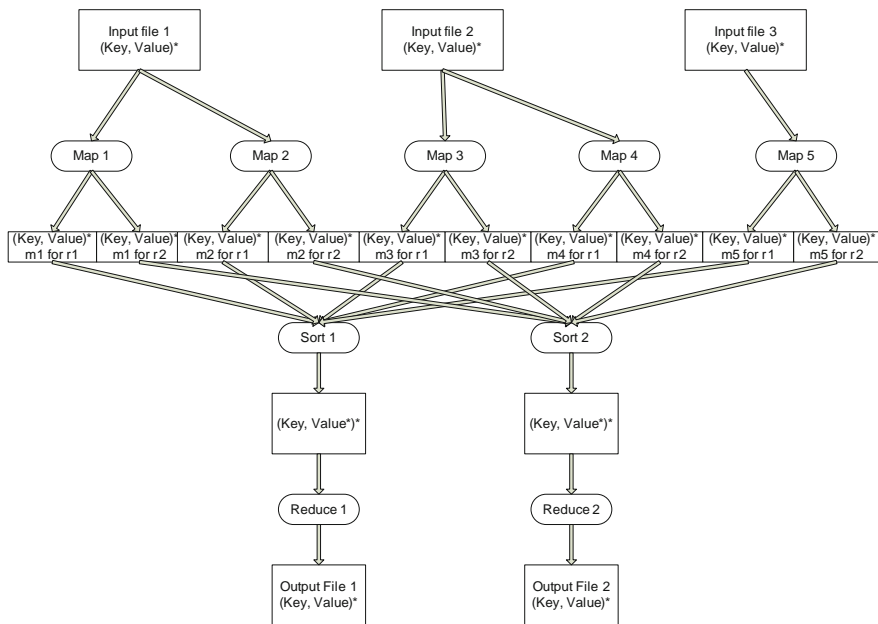 Input file 1
(Key, Value)*
Input file 2
(Key, Value)*
Input file 3
(Key, Value)*
Map 1
Map 2
Map 3
Map 4
Map 5
(Key, Value)*
m1 for r1
(Key, Value)*
m1 for r2
(Key, Value)*
m2 for r1
(Key, Value)*
m2 for r2
(Key, Value)*
m3 for r1
(Key, Value)*
m3 for r2
(Key, Value)*
m4 for r1
(Key, Value)*
m4 for r2
(Key, Value)*
m5 for r1
(Key, Value)*
m5 for r2
Sort 1
Sort 2
(Key, Value*)*
(Key, Value*)*
Reduce 1
Reduce 2
Output File 1
(Key, Value)*
Output File 2
(Key, Value)*